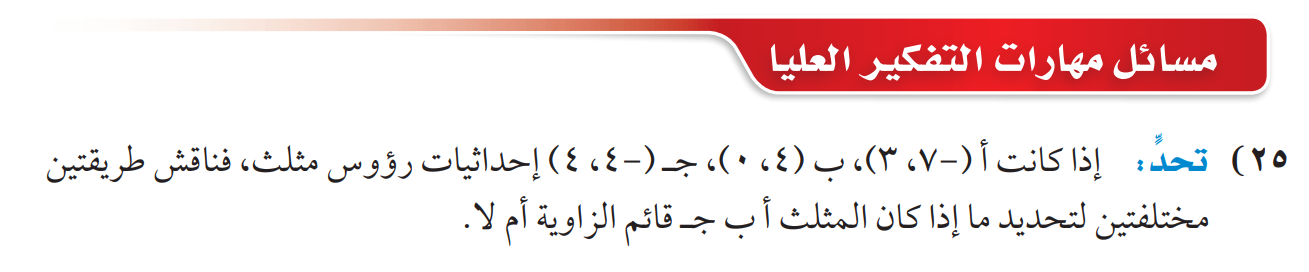 مسائل مهارات التفكير العليا
٢٥) تحدٍّ: إذا كانت أ (-٧، ٣)، ب (٤، ٠)، جـ (-٤، ٤) إحداثيات رؤوس مثلث، فناقش طريقتين
مختلفتين لتحديد ما إذا كان المثلث أ ب جـ قائم الزاوية أم لا.